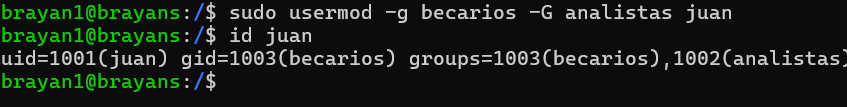 brayan1@brayans:/$ sudo usermod -g becarios -G analistas juan
brayan1@brayans:/$ id juan
uid=1001(juan) gid=1003(becarios) groups=1003(becarios),1002(analistas)
brayan1@brayans:/$